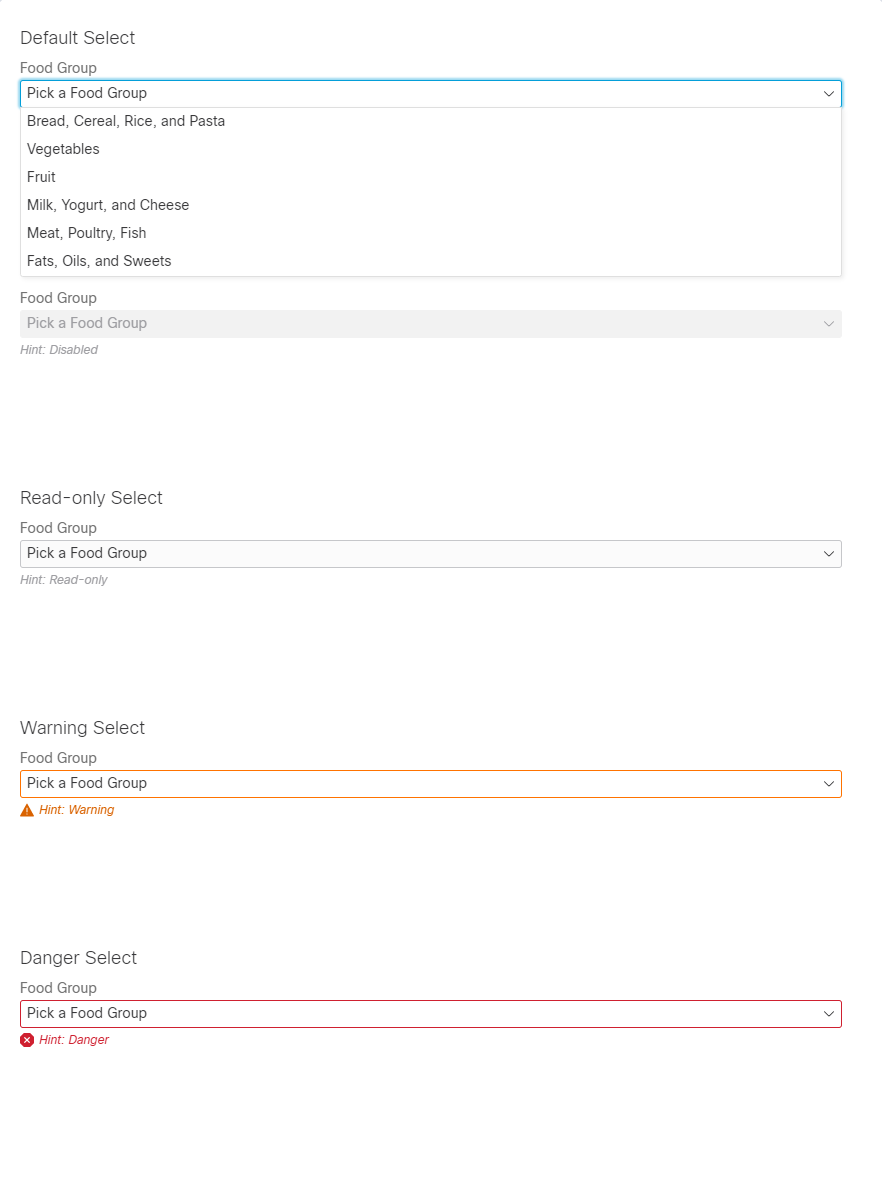 Default Select
Food Group
Pick a Food Group
Bread, Cereal, Rice, and Pasta
Vegetables
Fruit
Milk, Yogurt, and Cheese
Meat, Poultry, Fish
Fats, Oils, and Sweets
Food Group
Pick a Food Group
Hint: Disabled
Read-only Select
Food Group
Pick a Food Group
Hint: Read-only
Warning Select
Food Group
Pick a Food Group
Hint: Warning
Danger Select
Food Group
Pick a Food Group
Hint: Danger